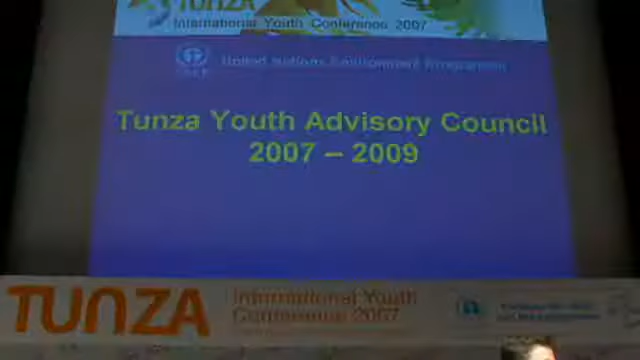 TUNZA
International Youth Conference 2007
United Nations Environment Programme
Tunza Youth Advisory Council
2007 – 2009
TUNZA
International Youth
Conference 2007